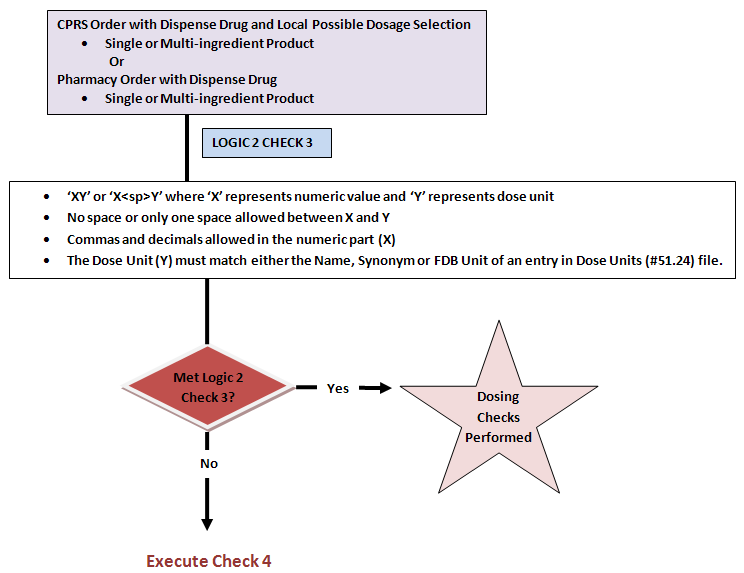 CPRS Order with Dispense Drug and Local Possible Dosage Selection
• Single or Multi-ingredient Product
Or
Pharmacy Order with Dispense Drug
• Single or Multi-ingredient Product
LOGIC 2 CHECK 3
• ‘XY’ or ‘X<sp>Y’ where ‘X’ represents numeric value and ‘Y’ represents dose unit
• No space or only one space allowed between X and Y
• Commas and decimals allowed in the numeric part (X)
• The Dose Unit (Y) must match either the Name, Synonym or FDB Unit of an entry in Dose Units (#51.24) file.
Met Logic 2
Check 3?
Yes
Dosing
Checks
Performed
No
Execute Check 4